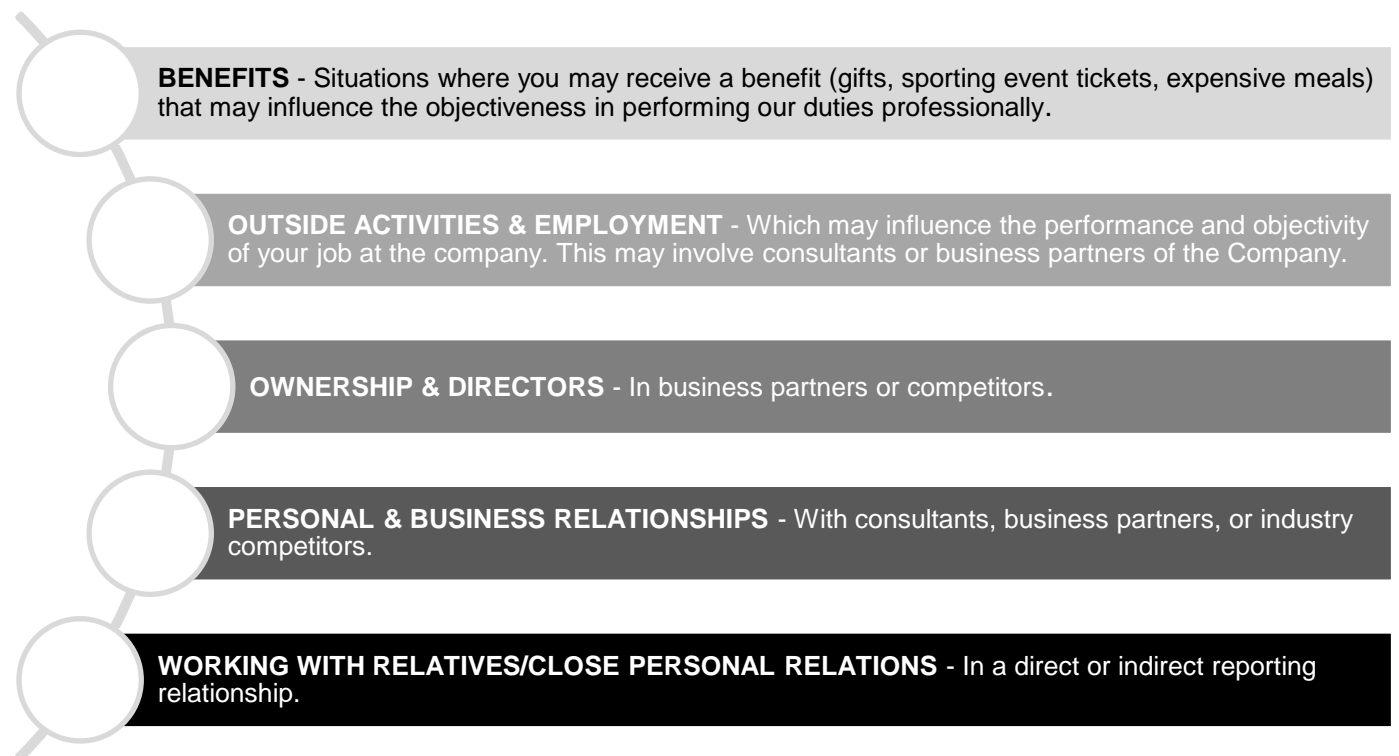 BENEFITS - Situations where you may receive a benefit (gifts, sporting event tickets, expensive meals)
that may influence the objectiveness in performing our duties professionally.
OUTSIDE ACTIVITIES & EMPLOYMENT - Which may influence the performance and objectivity
of your job at the company. This may involve consultants or business partners of the Company.
OWNERSHIP & DIRECTORS - In business partners or competitors.
PERSONAL & BUSINESS RELATIONSHIPS - With consultants, business partners, or industry
competitors.
WORKING WITH RELATIVES/CLOSE PERSONAL RELATIONS - In a direct or indirect reporting
relationship.